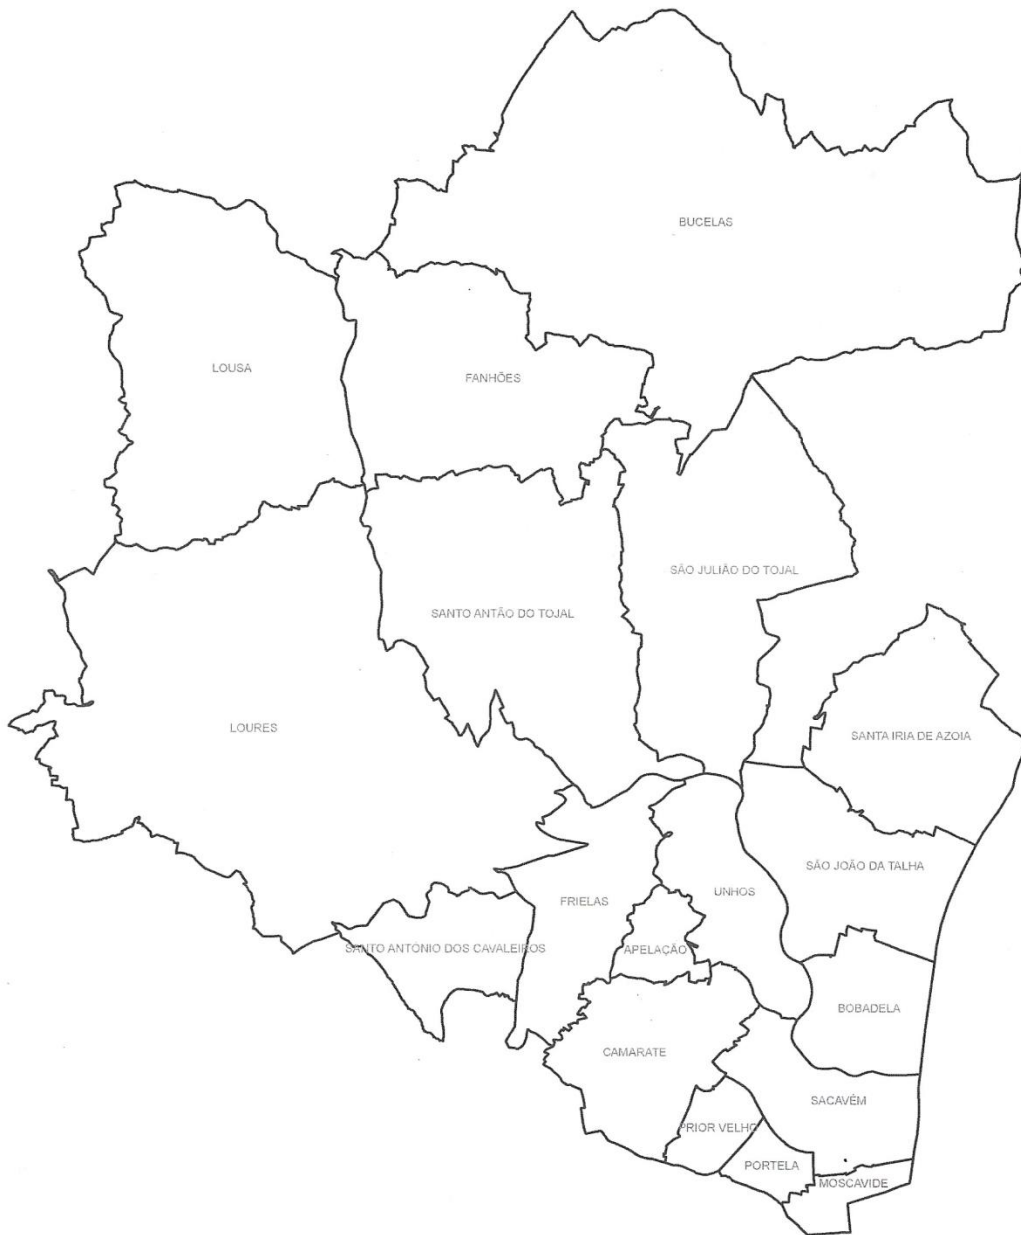 BUCELAS
LOUSA
FANHÕES
SÃO JULIÃO DO TOJAL
SANTO ANTÃO DO TOJAL
LOURES
SANTA IRIA DE AZOIA
SÃO JOÃO DA TALHA
UNHOS
FRIELAS
SANTO ANTÓNIO DOS CAVALEIROS
APELAÇÃO
BOBADELA
CAMARATE
SACAVÉM
PRIOR VELHO
PORTELA
MOSCAVIDE